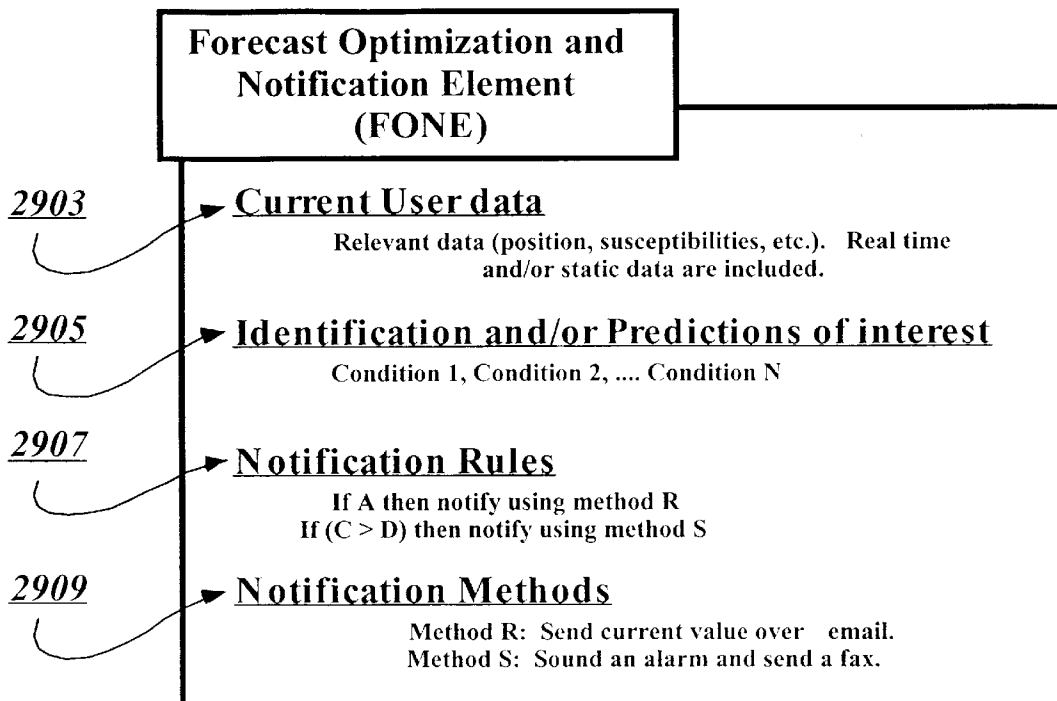 Forecast Optimization and
Notification Element
(FONE)
2903
Current User data
Relevant data (position, susceptibilities, etc.). Real time
and/or static data are included.
2905
Identification and/or Predictions of interest
Condition 1, Condition 2, .... Condition N
2907
Notification Rules
If A then notify using method R
If (C > D) then notify using method S
2909
Notification Methods
Method R: Send current value over email.
Method S: Sound an alarm and send a fax.